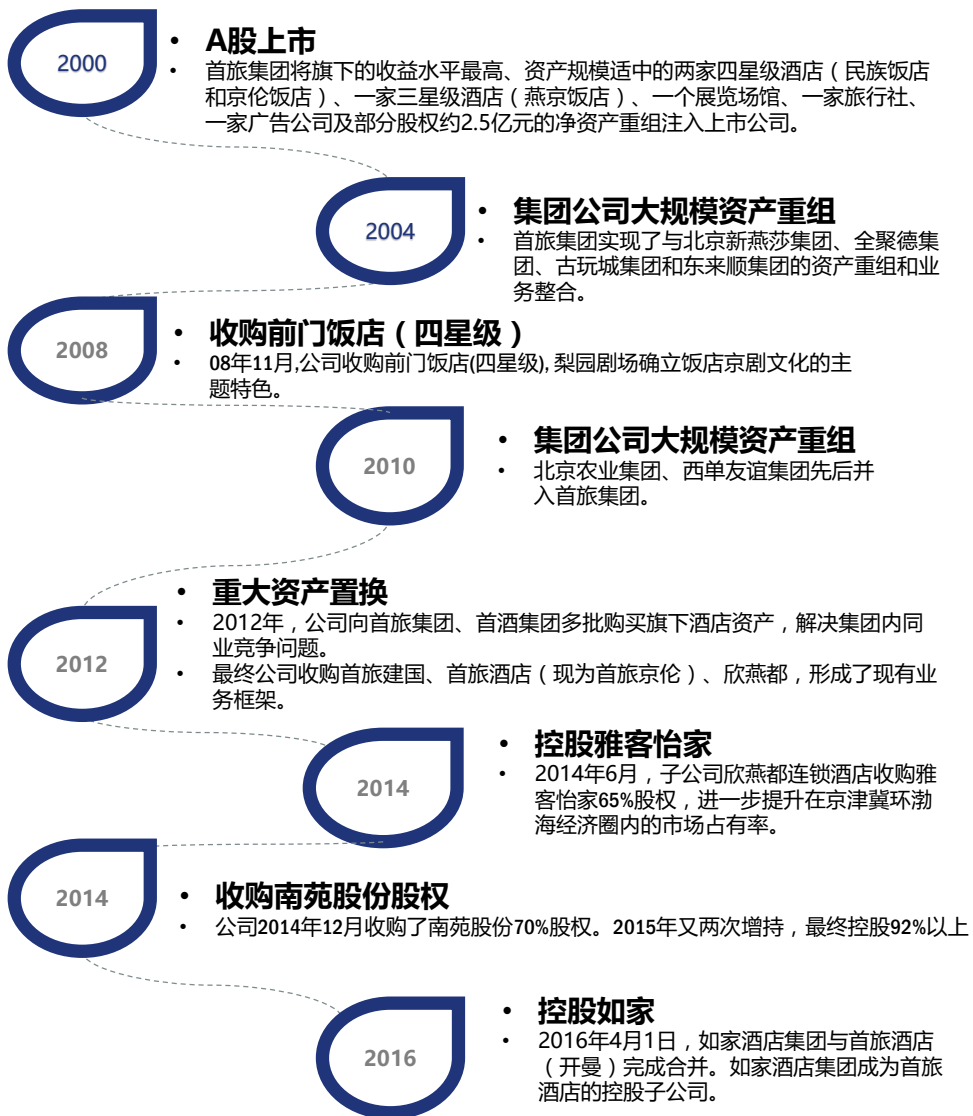 2000
• A股上市
• 首旅集团将旗下的收益水平最高、资产规模适中的两家四星级酒店（民族饭店
和京伦饭店）、一家三星级酒店（燕京饭店）、一个展览场馆、一家旅行社、
一家广告公司及部分股权约2.5亿元的净资产重组注入上市公司。
2004
• 集团公司大规模资产重组
• 首旅集团实现了与北京新燕莎集团、全聚德集
团、古玩城集团和东来顺集团的资产重组和业
务整合。
2008
• 收购前门饭店（四星级）
• 08年11月,公司收购前门饭店(四星级), 梨园剧场确立饭店京剧文化的主
题特色。
2010
• 集团公司大规模资产重组
• 北京农业集团、西单友谊集团先后并
入首旅集团。
2012
• 重大资产置换
• 2012年，公司向首旅集团、首酒集团多批购买旗下酒店资产，解决集团内同
业竞争问题。
• 最终公司收购首旅建国、首旅酒店（现为首旅京伦）、欣燕都，形成了现有业
务框架。
2014
• 控股雅客怡家
• 2014年6月，子公司欣燕都连锁酒店收购雅
客怡家65%股权，进一步提升在京津冀环渤
海经济圈内的市场占有率。
2014
• 收购南苑股份股权
• 公司2014年12月收购了南苑股份70%股权。2015年又两次增持，最终控股92%以上
2016
• 控股如家
• 2016年4月1日，如家酒店集团与首旅酒店
（开曼）完成合并。如家酒店集团成为首旅
酒店的控股子公司。